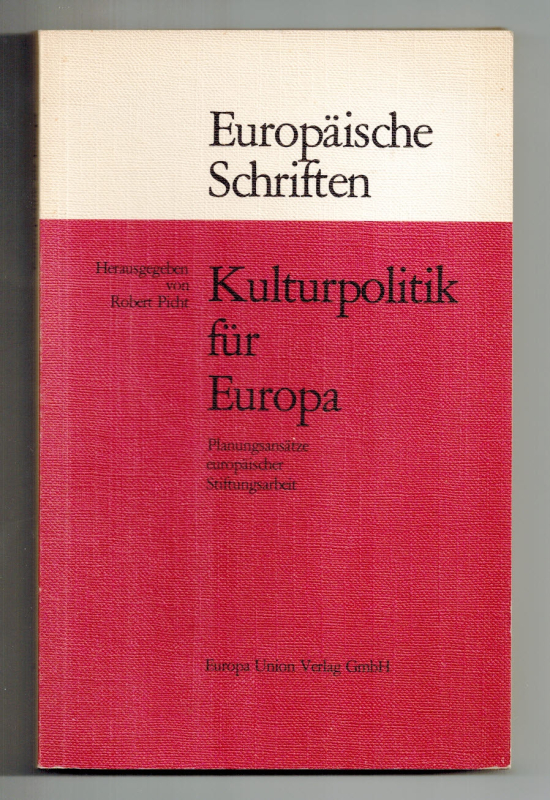 Europäische
Schriften
Herausgegeben
von
Robert Picht
Kulturpolitik
für
Europa
Planungsansätze
europäischer
Stiftungsarbeit
Europa Union Verlag GmbH